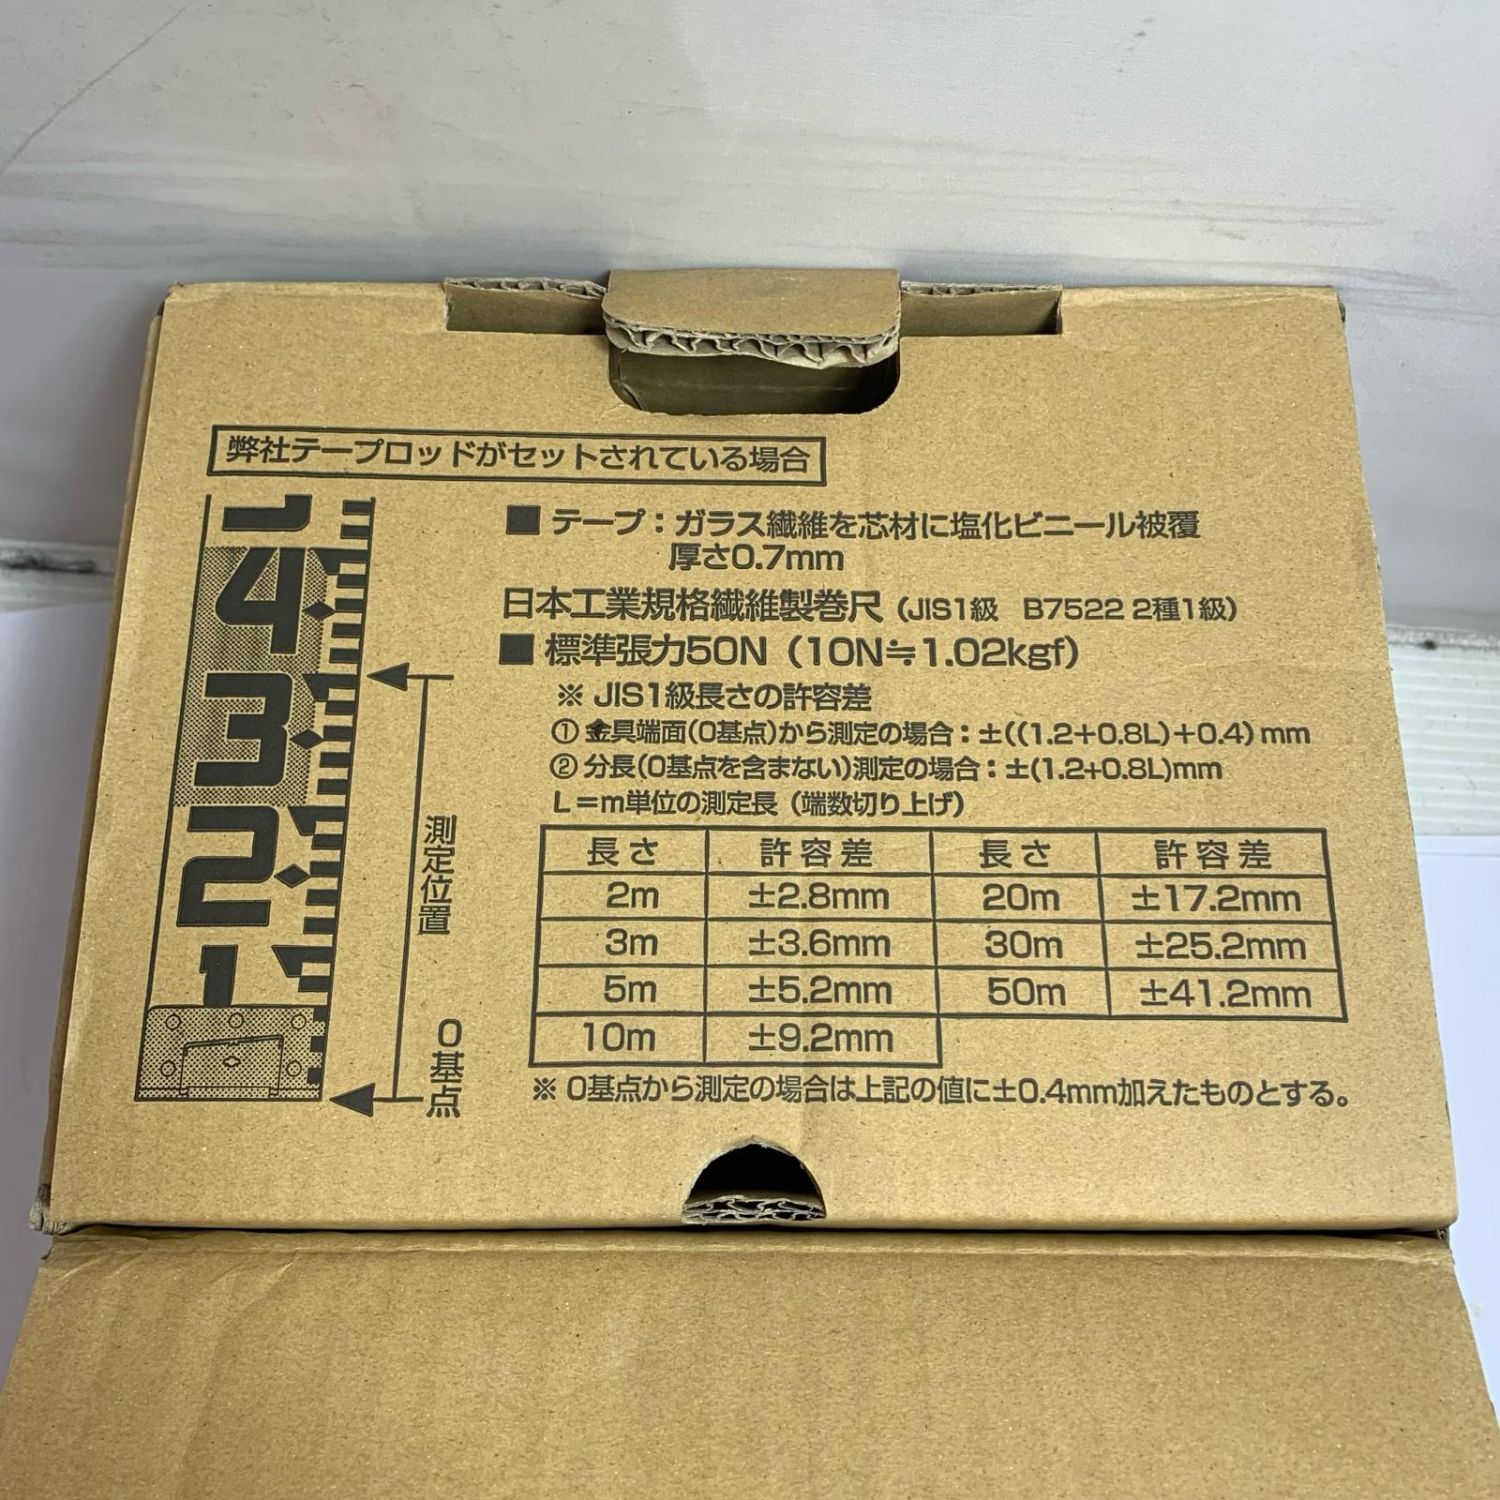 弊社テープロッドがセットされている場合
■ テープ：ガラス繊維を芯材に塩化ビニール被覆
厚さ0.7mm
日本工業規格繊維製巻尺（JIS1級　B7522 2種1級）
■ 標準張力50N（10N≒1.02kgf）
※ JIS1級長さの許容差
① 金具端面(0基点)から測定の場合：±((1.2+0.8L)+0.4) mm
② 分長(0基点を含まない)測定の場合：±(1.2+0.8L)mm
L＝m単位の測定長（端数切り上げ）
長さ 許容差 長さ 許容差
2m ±2.8mm 20m ±17.2mm
3m ±3.6mm 30m ±25.2mm
5m ±5.2mm 50m ±41.2mm
10m ±9.2mm
※ 0基点から測定の場合は上記の値に±0.4mm加えたものとする。
4
3
2
1
測定位置
0基点